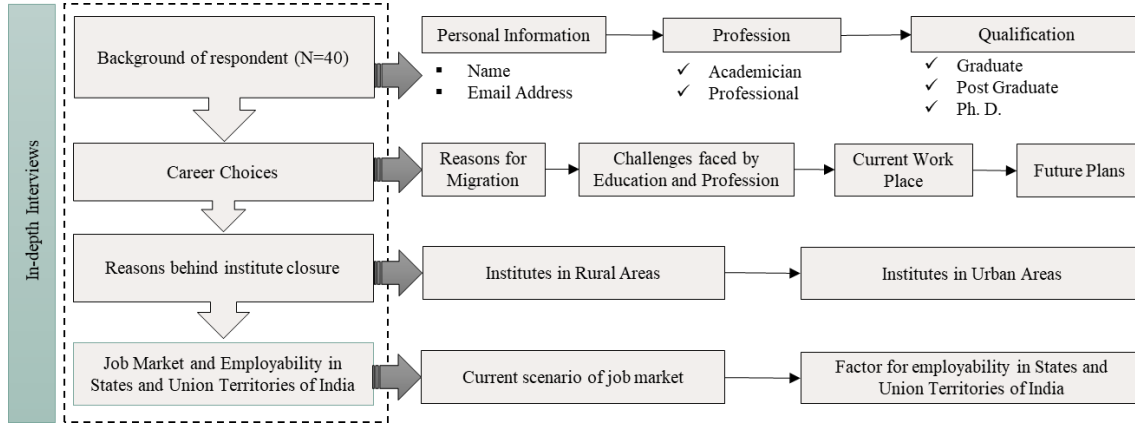 In-depth Interviews
Background of respondent (N=40)
Personal Information
▪ Name
▪ Email Address
Profession
✓ Academician
✓ Professional
Qualification
✓ Graduate
✓ Post Graduate
✓ Ph. D.
Career Choices
Reasons for
Migration
Challenges faced by
Education and Profession
Current Work
Place
Future Plans
Reasons behind institute closure
Institutes in Rural Areas
Institutes in Urban Areas
Job Market and Employability in
States and Union Territories of India
Current scenario of job market
Factor for employability in States and
Union Territories of India